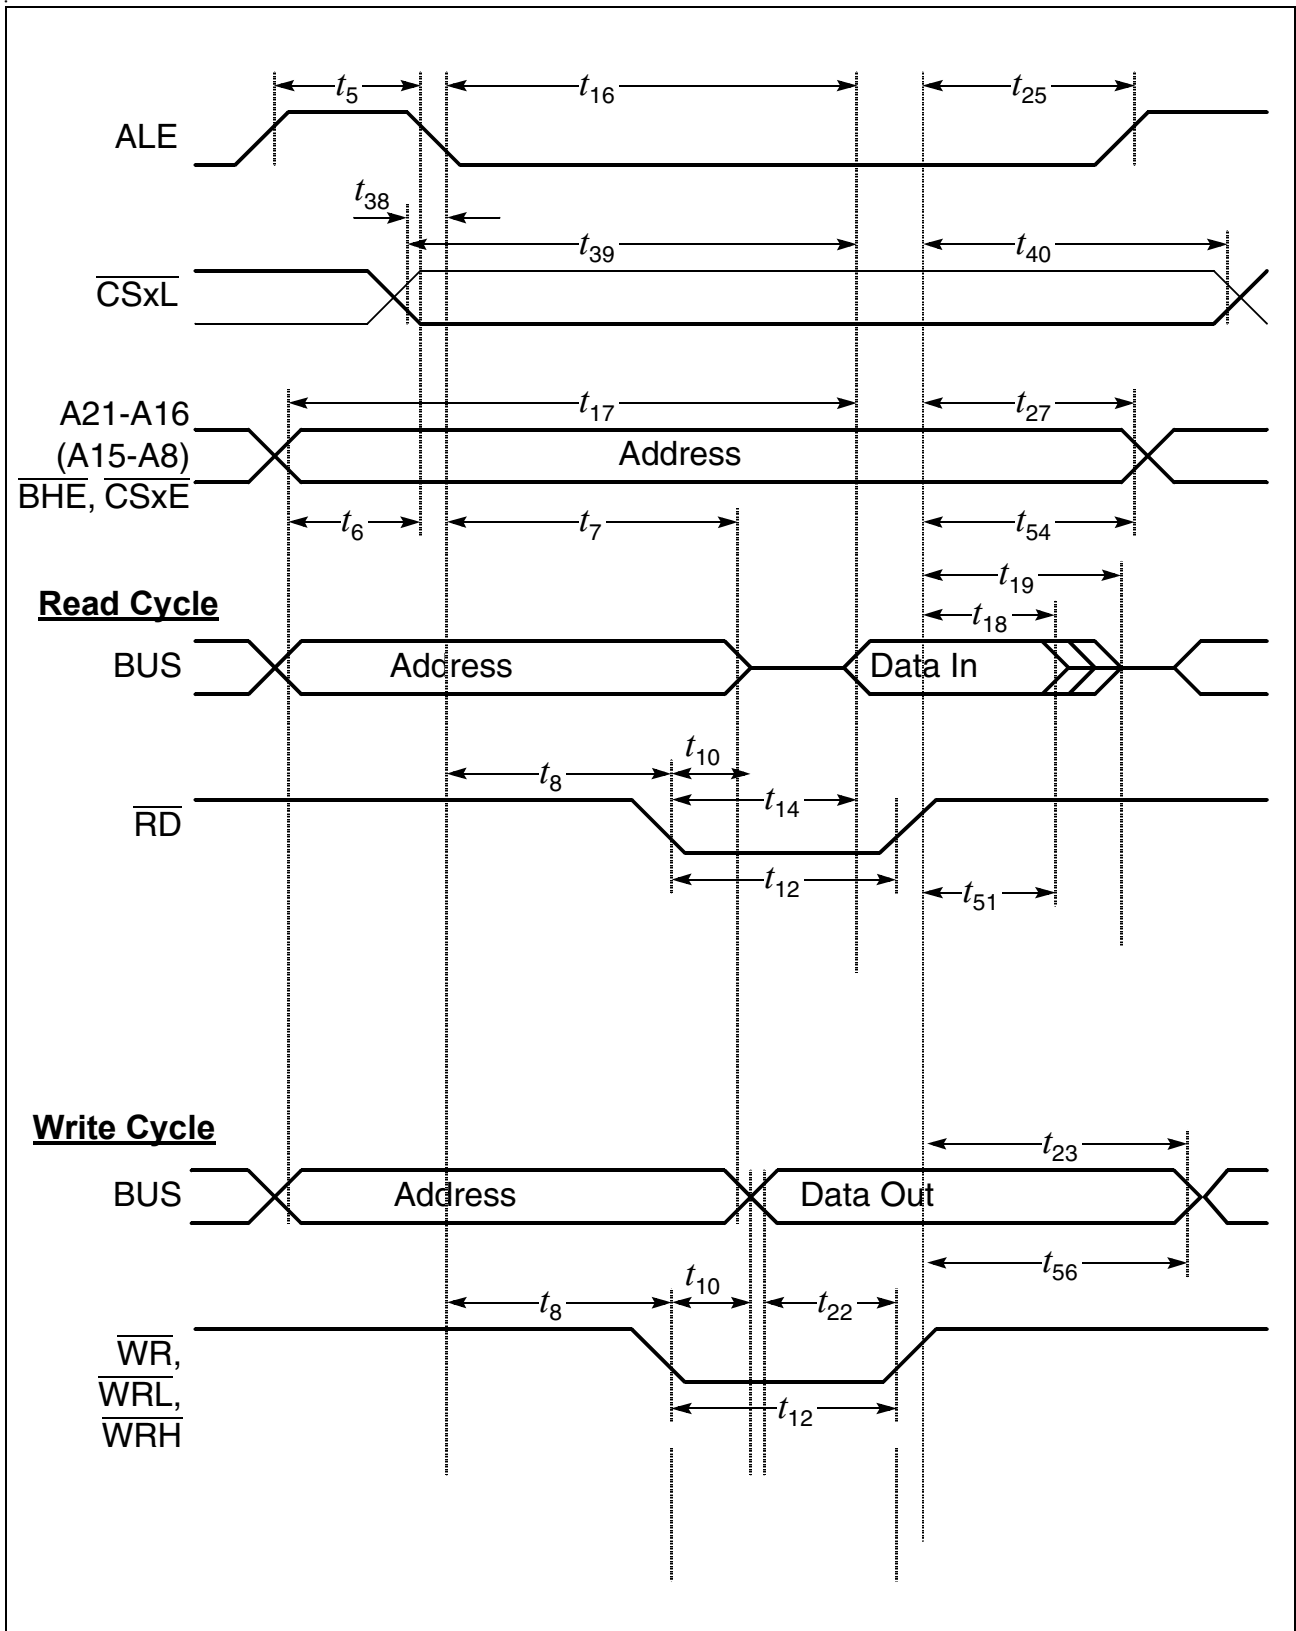 t5 t16 t25
ALE
t38
t39 t40
CSxL
t17 t27
A21-A16
(A15-A8)
Address
BHE, CSxE
t6 t7 t54
t19
Read Cycle
t18
BUS Address Data In
t10
t8
t14
RD
t12
t51
Write Cycle
t23
BUS Address Data Out
t56
t10
t8 t22
WR,
WRL,
t12
WRH